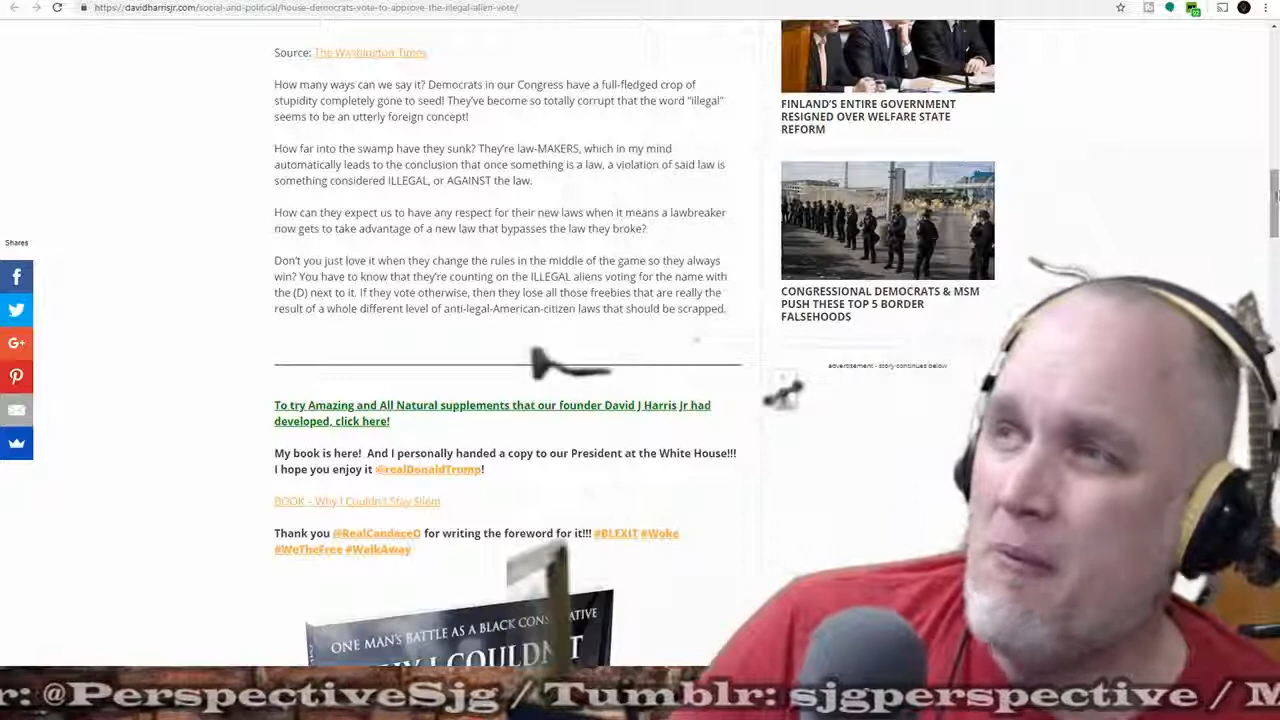 https://davidharrisjr.com/social-and-political/house-democrats-vote-to-approve-the-illegal-alien-vote/
Source: The Washington Times
How many ways can we say it? Democrats in our Congress have a full-fledged crop of
stupidity completely gone to seed! They've become so totally corrupt that the word "illegal"
seems to be an utterly foreign concept!
How far into the swamp have they sunk? They're law-MAKERS, which in my mind
automatically leads to the conclusion that once something is a law, a violation of said law is
something considered ILLEGAL, or AGAINST the law.
How can they expect us to have any respect for their new laws when it means a lawbreaker
now gets to take advantage of a new law that bypasses the law they broke?
Don't you just love it when they change the rules in the middle of the game so they always
win? You have to know that they're counting on the ILLEGAL aliens voting for the name with
the (D) next to it. If they vote otherwise, then they lose all those freebies that are really the
result of a whole different level of anti-legal-American-citizen laws that should be scrapped.
To try Amazing and All Natural supplements that our founder David J Harris Jr had
developed, click here!
My book is here! And I personally handed a copy to our President at the White House!!!
I hope you enjoy it @realDonaldTrump!
BOOK – Why I Couldn't Stay Silent
Thank you @RealCandaceO for writing the foreword for it!!! #BLEXIT #Woke
#WeTheFree #WalkAway
ONE MAN'S BATTLE AS A BLACK CONSERVATIVE
WHY I COULDN'T
FINLAND'S ENTIRE GOVERNMENT
RESIGNED OVER WELFARE STATE
REFORM
CONGRESSIONAL DEMOCRATS & MSM
PUSH THESE TOP 5 BORDER
FALSEHOODS
advertisement - story continues below
Shares
r: @PerspectiveSjg / Tumblr: sjgperspective / M